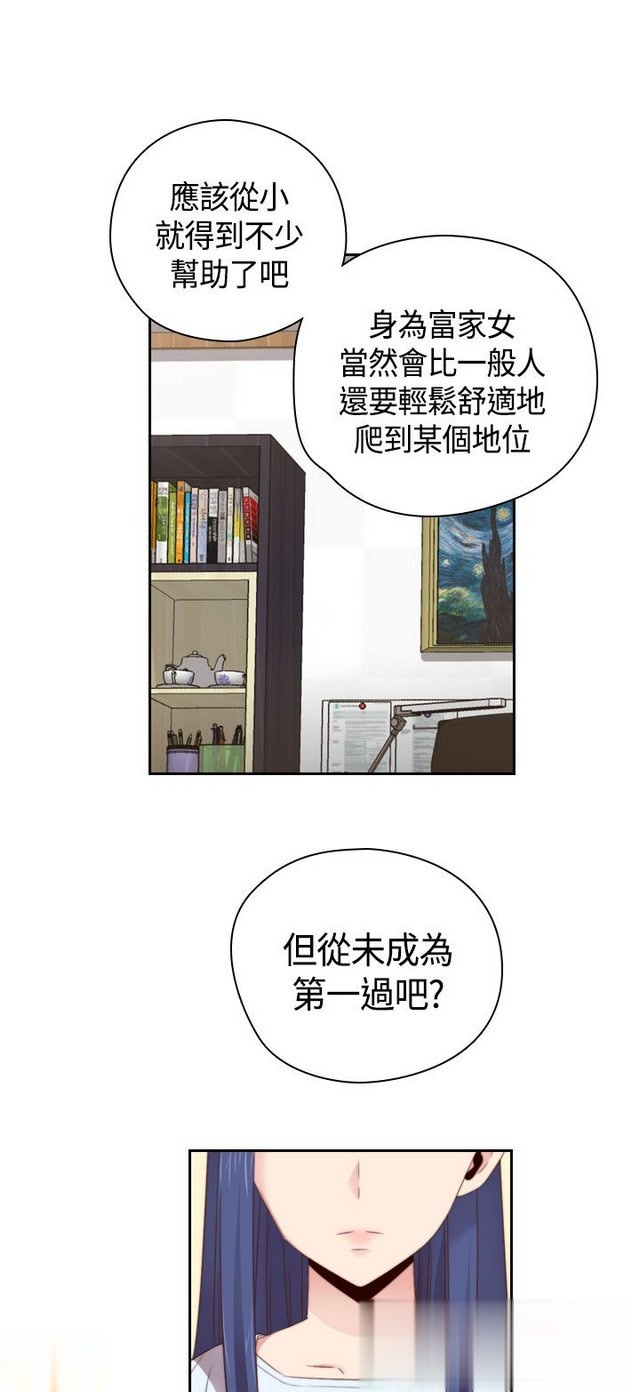 應該從小
就得到不少
幫助了吧
身為富家女
當然會比一般人
還要輕鬆舒適地
爬到某個地位
但從未成為
第一過吧?